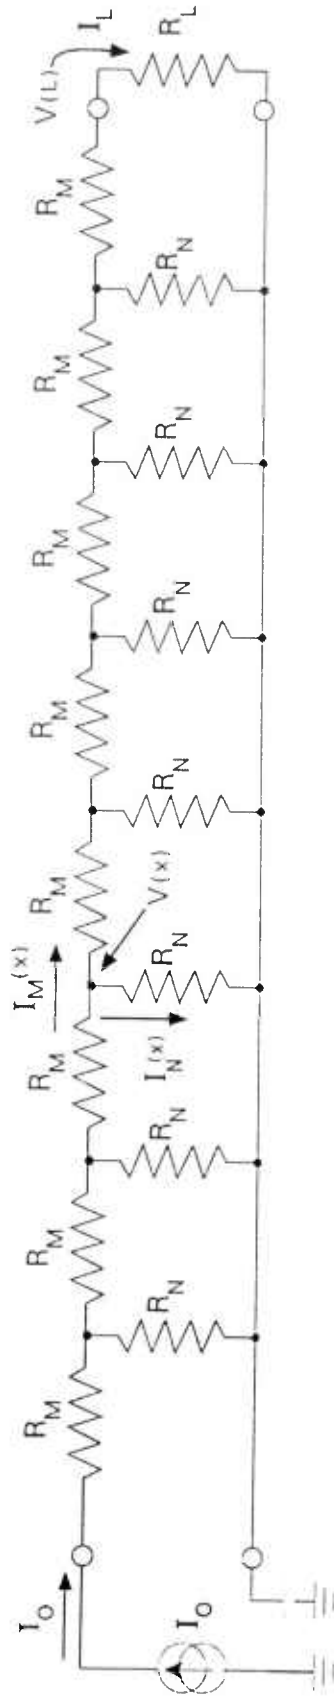 I_O
R_M R_M R_M R_M R_M R_M R_M R_M
I_M(x)
V(L)
I_L
R_L
I_O
R_N R_N R_N R_N R_N R_N R_N
I_N(x)
V(x)